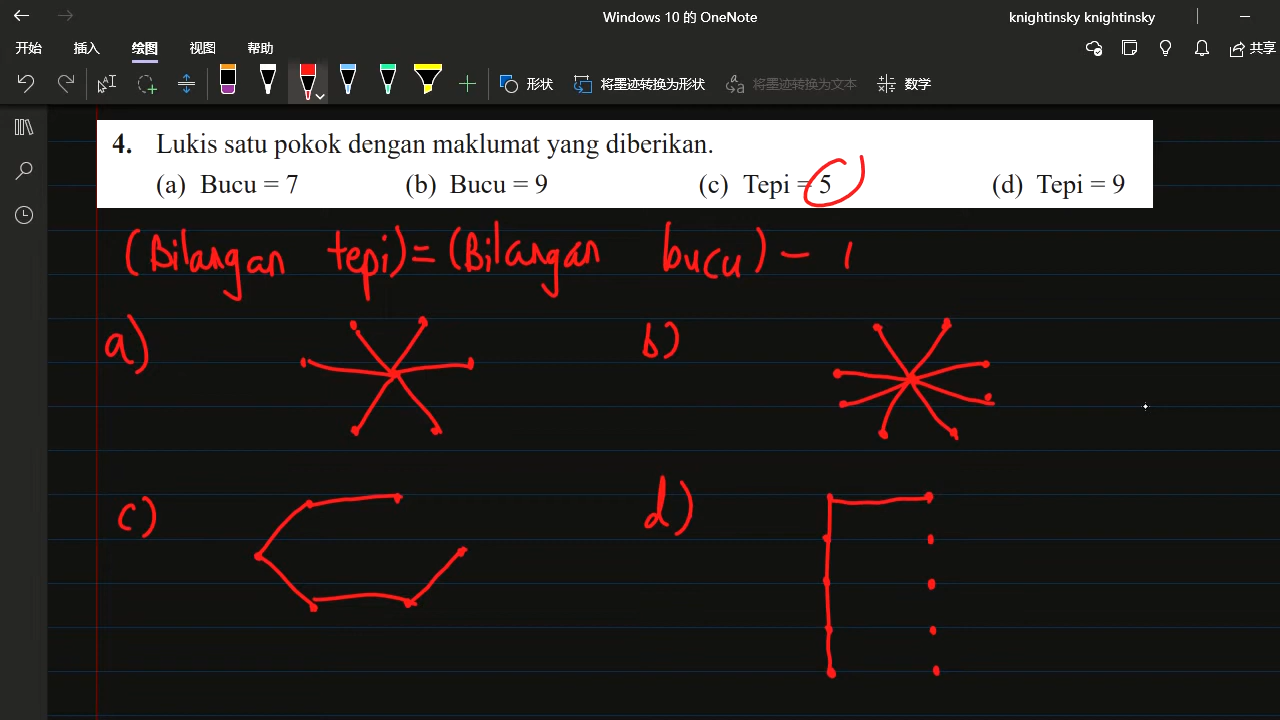 Windows 10 的 OneNote
knightinsky knightinsky
开始 插入 绘图 视图 帮助
共享
形状 将墨迹转换为形状 将墨迹转换为文本 数学
4. Lukis satu pokok dengan maklumat yang diberikan.
(a) Bucu = 7 (b) Bucu = 9 (c) Tepi = 5 (d) Tepi = 9
(Bilangan tepi) = (Bilangan bucu) - 1
a) b)
c) d)